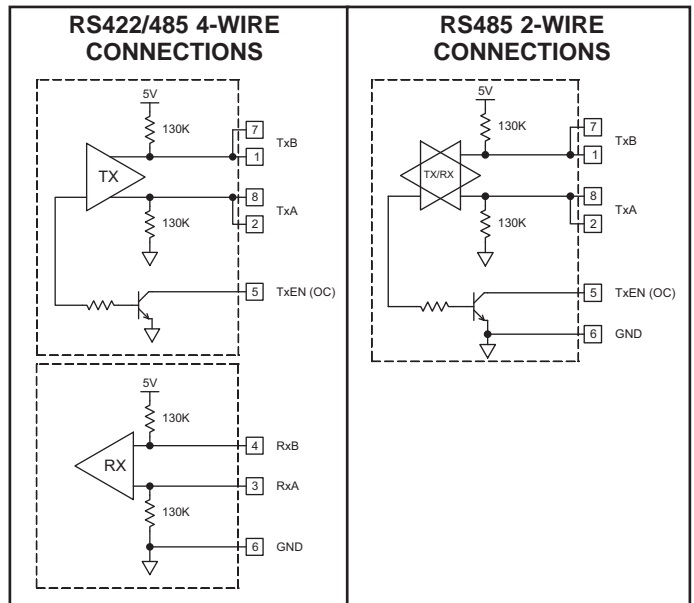 RS422/485 4-WIRE
CONNECTIONS
5V
130K
7
TxB
1
TX
8
TxA
130K
2
5
TxEN (OC)
5V
130K
4
RxB
RX
3
RxA
130K
6
GND
RS485 2-WIRE
CONNECTIONS
5V
130K
7
TxB
1
TX/RX
8
TxA
130K
2
5
TxEN (OC)
6
GND